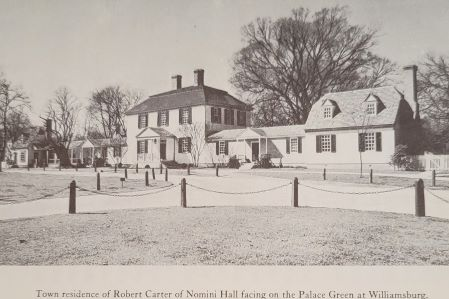 Town residence of Robert Carter of Nomini Hall facing on the Palace Green at Williamsburg.